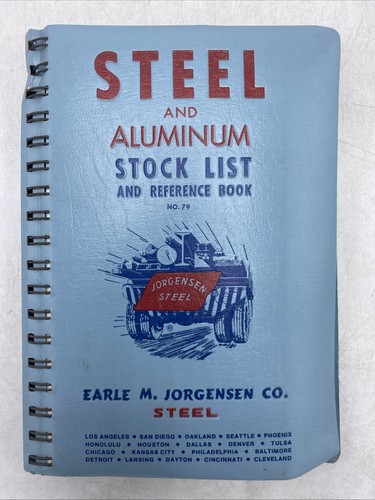 STEEL
AND
ALUMINUM
STOCK LIST
AND REFERENCE BOOK
NO. 79
JORGENSEN
STEEL
EARLE M. JORGENSEN CO.
STEEL
LOS ANGELES • SAN DIEGO • OAKLAND • SEATTLE • PHOENIX
HONOLULU • HOUSTON • DALLAS • DENVER • TULSA
CHICAGO • KANSAS CITY • PHILADELPHIA • BALTIMORE
DETROIT • LANSING • DAYTON • CINCINNATI • CLEVELAND